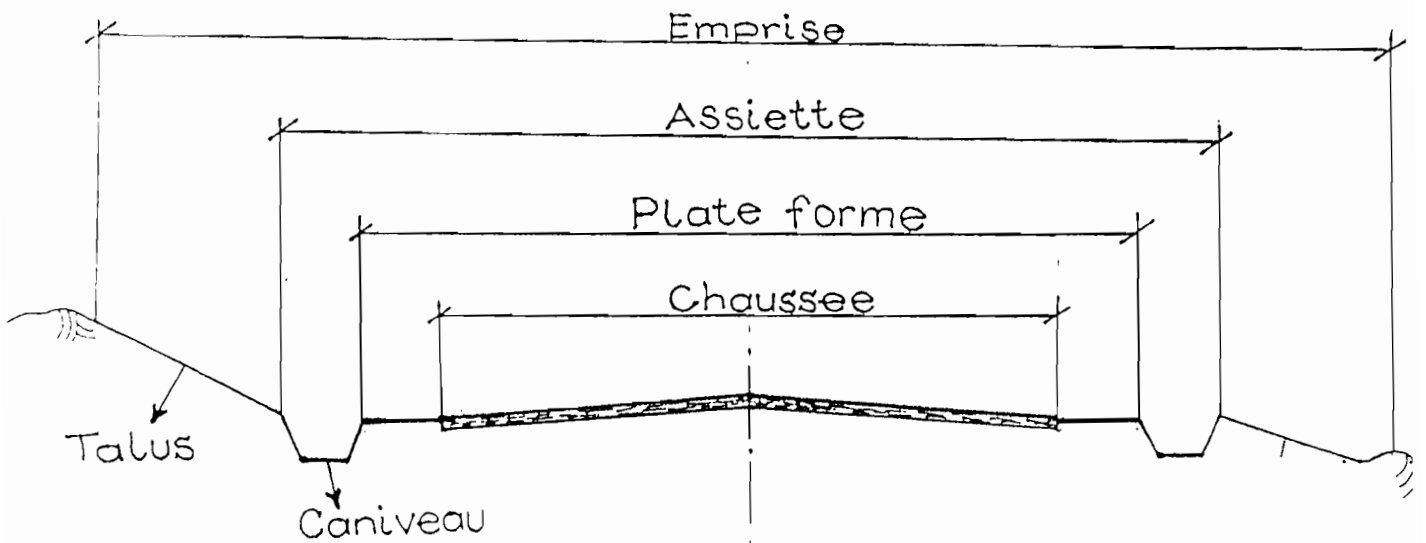 Emprise
Assiette
Plate forme
Chaussee
Talus
Caniveau